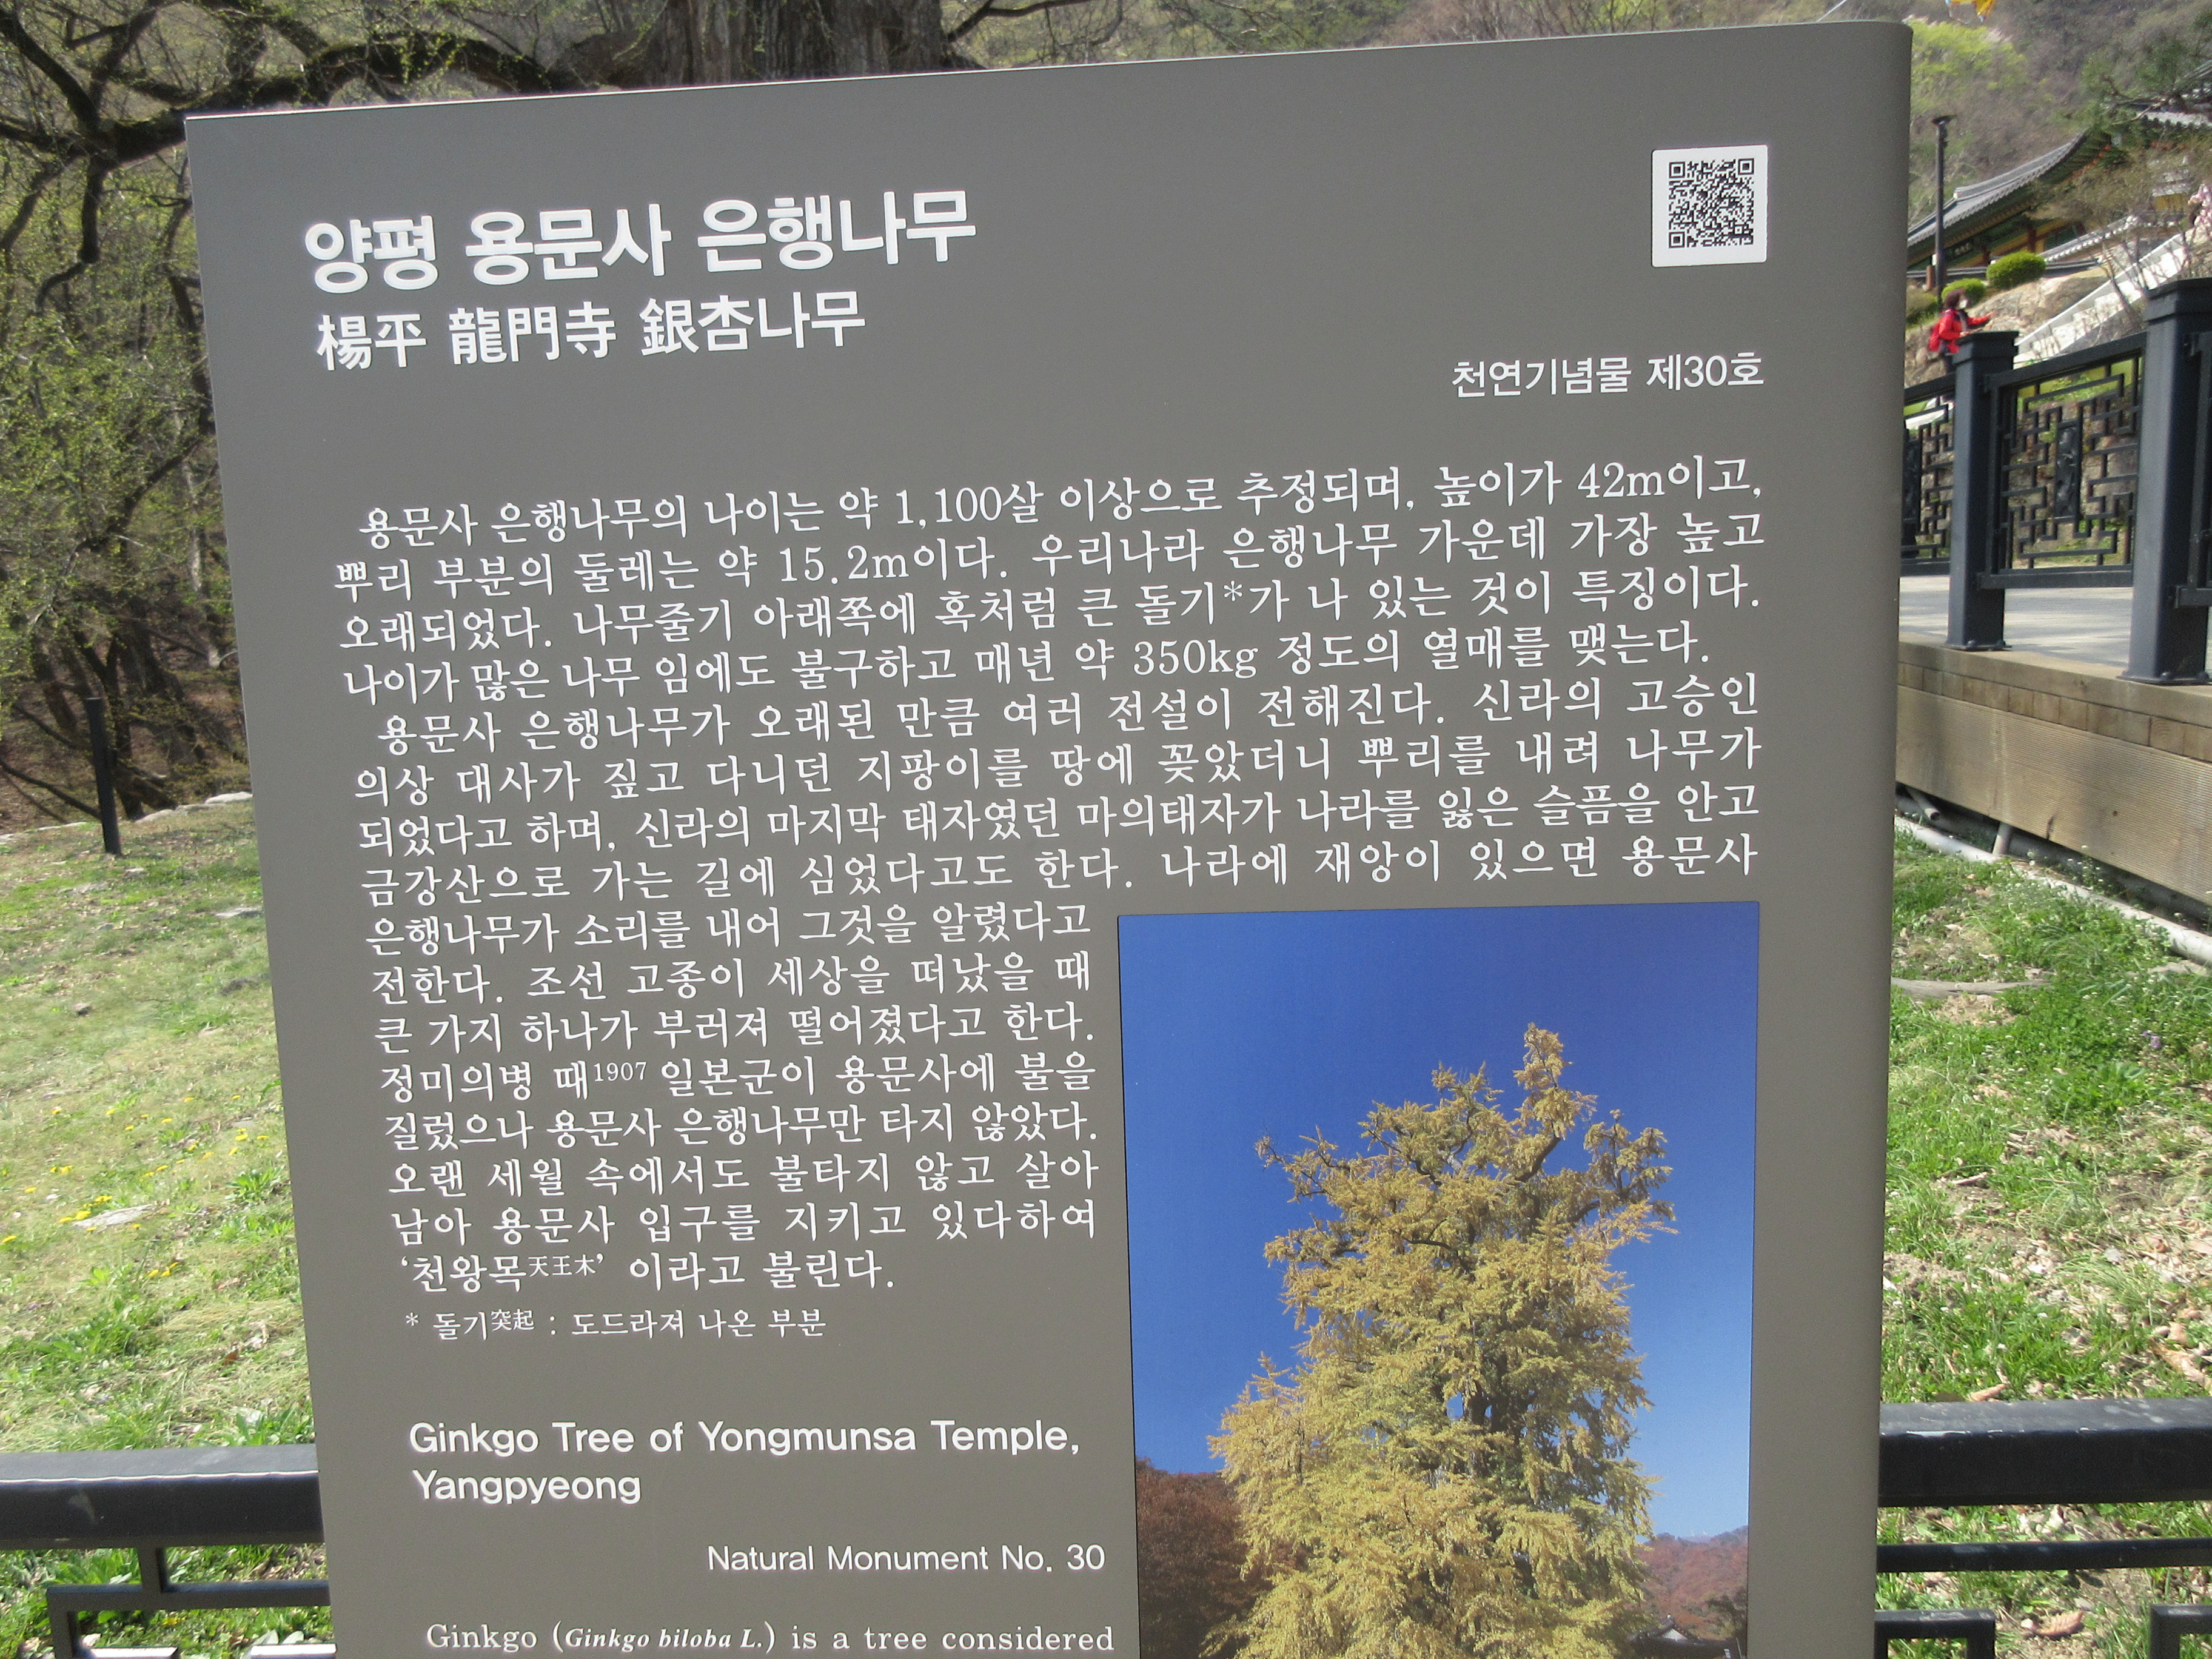 양평 용문사 은행나무
楊平 龍門寺 銀杏나무
천연기념물 제30호
용문사 은행나무의 나이는 약 1,100살 이상으로 추정되며, 높이가 42m이고,
뿌리 부분의 둘레는 약 15.2m이다. 우리나라 은행나무 가운데 가장 높고
오래되었다. 나무줄기 아래쪽에 혹처럼 큰 돌기*가 나 있는 것이 특징이다.
나이가 많은 나무 임에도 불구하고 매년 약 350kg 정도의 열매를 맺는다.
용문사 은행나무가 오래된 만큼 여러 전설이 전해진다. 신라의 고승인
의상 대사가 짚고 다니던 지팡이를 땅에 꽂았더니 뿌리를 내려 나무가
되었다고 하며, 신라의 마지막 태자였던 마의태자가 나라를 잃은 슬픔을 안고
금강산으로 가는 길에 심었다고도 한다. 나라에 재앙이 있으면 용문사
은행나무가 소리를 내어 그것을 알렸다고
전한다. 조선 고종이 세상을 떠났을 때
큰 가지 하나가 부러져 떨어졌다고 한다.
정미의병 때1907 일본군이 용문사에 불을
질렀으나 용문사 은행나무만 타지 않았다.
오랜 세월 속에서도 불타지 않고 살아
남아 용문사 입구를 지키고 있다하여
‘천왕목天王木’ 이라고 불린다.
* 돌기突起 : 도드라져 나온 부분
Ginkgo Tree of Yongmunsa Temple,
Yangpyeong
Natural Monument No. 30
Ginkgo (Ginkgo biloba L.) is a tree considered